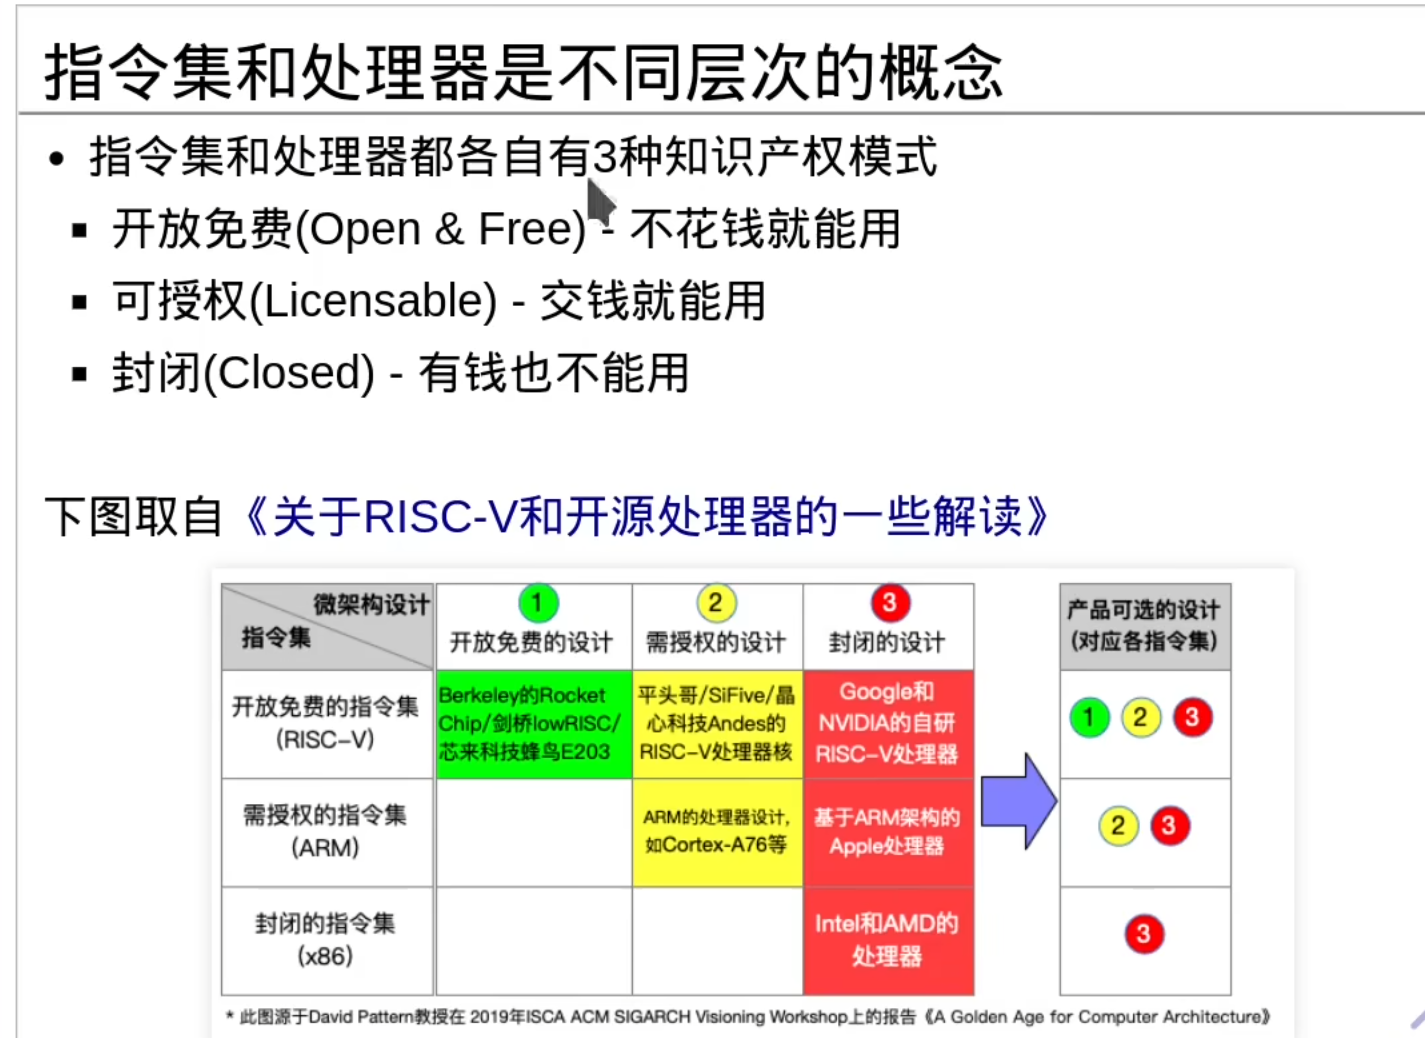 指令集和处理器是不同层次的概念
• 指令集和处理器都各自有3种知识产权模式
▪ 开放免费(Open & Free) - 不花钱就能用
▪ 可授权(Licensable) - 交钱就能用
▪ 封闭(Closed) - 有钱也不能用
下图取自《关于RISC-V和开源处理器的一些解读》
微架构设计
指令集
1
开放免费的设计
2
需授权的设计
3
封闭的设计
产品可选的设计
(对应各指令集)
开放免费的指令集
(RISC-V)
Berkeley的Rocket
Chip/剑桥lowRISC/
芯来科技蜂鸟E203
平头哥/SiFive/晶
心科技Andes的
RISC-V处理器核
Google和
NVIDIA的自研
RISC-V处理器
1 2 3
需授权的指令集
(ARM)
ARM的处理器设计,
如Cortex-A76等
基于ARM架构的
Apple处理器
2 3
封闭的指令集
(x86)
Intel和AMD的
处理器
3
* 此图源于David Pattern教授在 2019年ISCA ACM SIGARCH Visioning Workshop上的报告《A Golden Age for Computer Architecture》